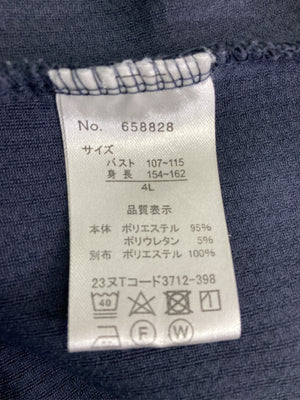 No. 658828
サイズ
バスト 107~115
身長 154~162
4L
品質表示
本体 ポリエステル 95%
ポリウレタン 5%
別布 ポリエステル 100%
23ヌTコード3712-398
40
F W